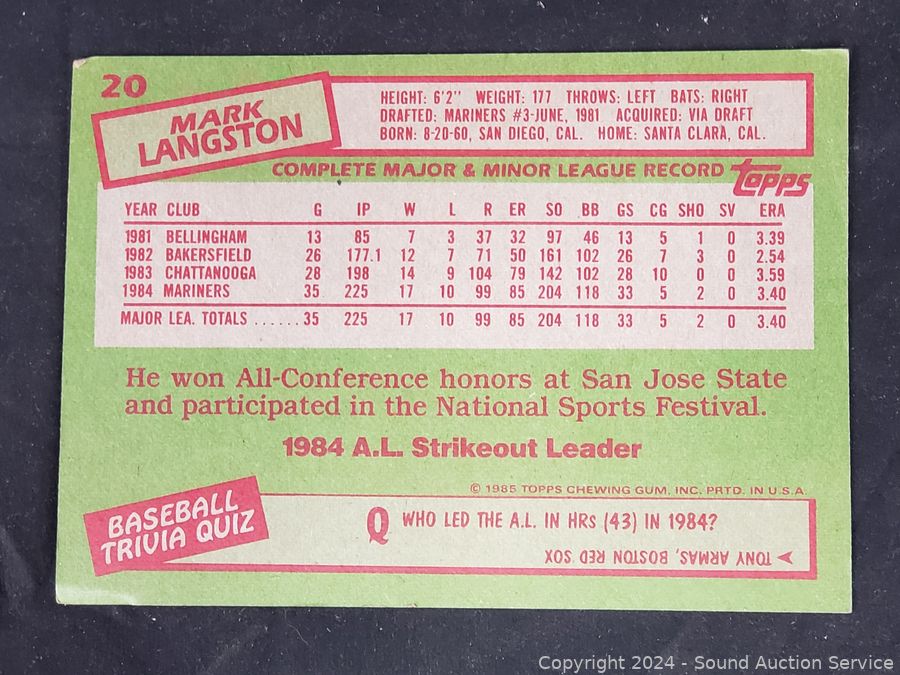 20
MARK
LANGSTON
HEIGHT: 6'2" WEIGHT: 177 THROWS: LEFT BATS: RIGHT
DRAFTED: MARINERS #3-JUNE, 1981 ACQUIRED: VIA DRAFT
BORN: 8-20-60, SAN DIEGO, CAL. HOME: SANTA CLARA, CAL.
COMPLETE MAJOR & MINOR LEAGUE RECORD Topps
YEAR CLUB G IP W L R ER SO BB GS CG SHO SV ERA
1981 BELLINGHAM 13 85 7 3 37 32 97 46 13 5 1 0 3.39
1982 BAKERSFIELD 26 177.1 12 7 71 50 161 102 26 7 3 0 2.54
1983 CHATTANOOGA 28 198 14 9 104 79 142 102 28 10 0 0 3.59
1984 MARINERS 35 225 17 10 99 85 204 118 33 5 2 0 3.40
MAJOR LEA. TOTALS ...... 35 225 17 10 99 85 204 118 33 5 2 0 3.40
He won All-Conference honors at San Jose State
and participated in the National Sports Festival.
1984 A.L. Strikeout Leader
© 1985 TOPPS CHEWING GUM, INC. PRTD. IN U.S.A.
BASEBALL
TRIVIA QUIZ
Q WHO LED THE A.L. IN HRs (43) IN 1984?
TONY ARMAS, BOSTON RED SOX
Copyright 2024 - Sound Auction Service